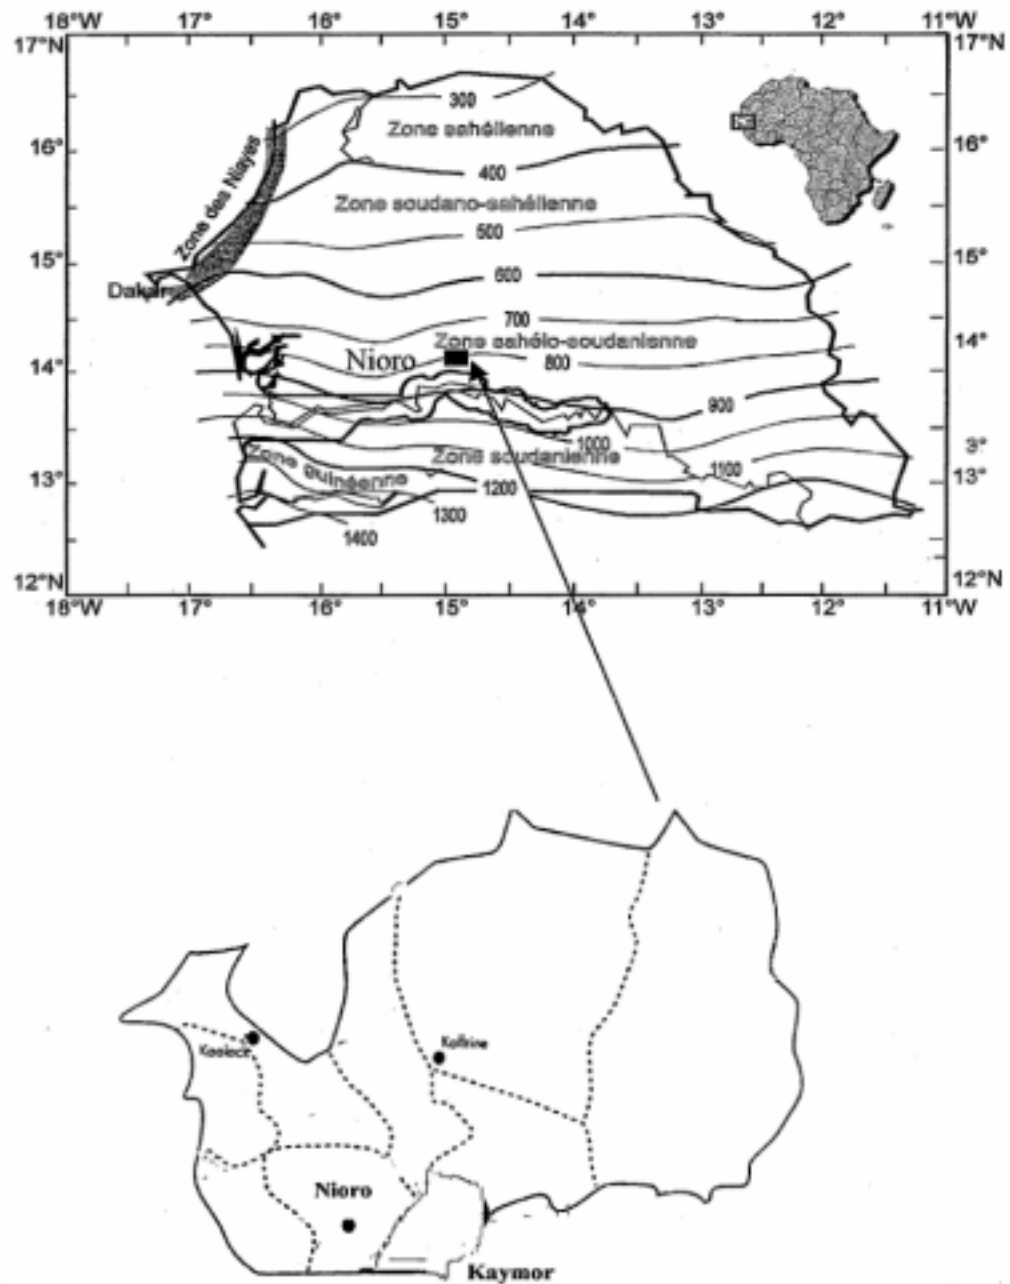 18°W 17° 16° 15° 14° 13° 12° 11°W
17°N 17°N
300
Zone sahélienne
16° 16°
400
Zone des Niayes
Zone soudano-sahélienne
500
15° 15°
600
Dakar
700
Zone sahélo-soudanienne
14° Nioro 800 14°
900
1000 3°
Zone guinéenne Zone soudanienne
13° 1100 13°
1200
1300
1400
12°N 12°N
18°W 17° 16° 15° 14° 13° 12° 11°W
Kaolack Kaffrine
Nioro
Kaymor